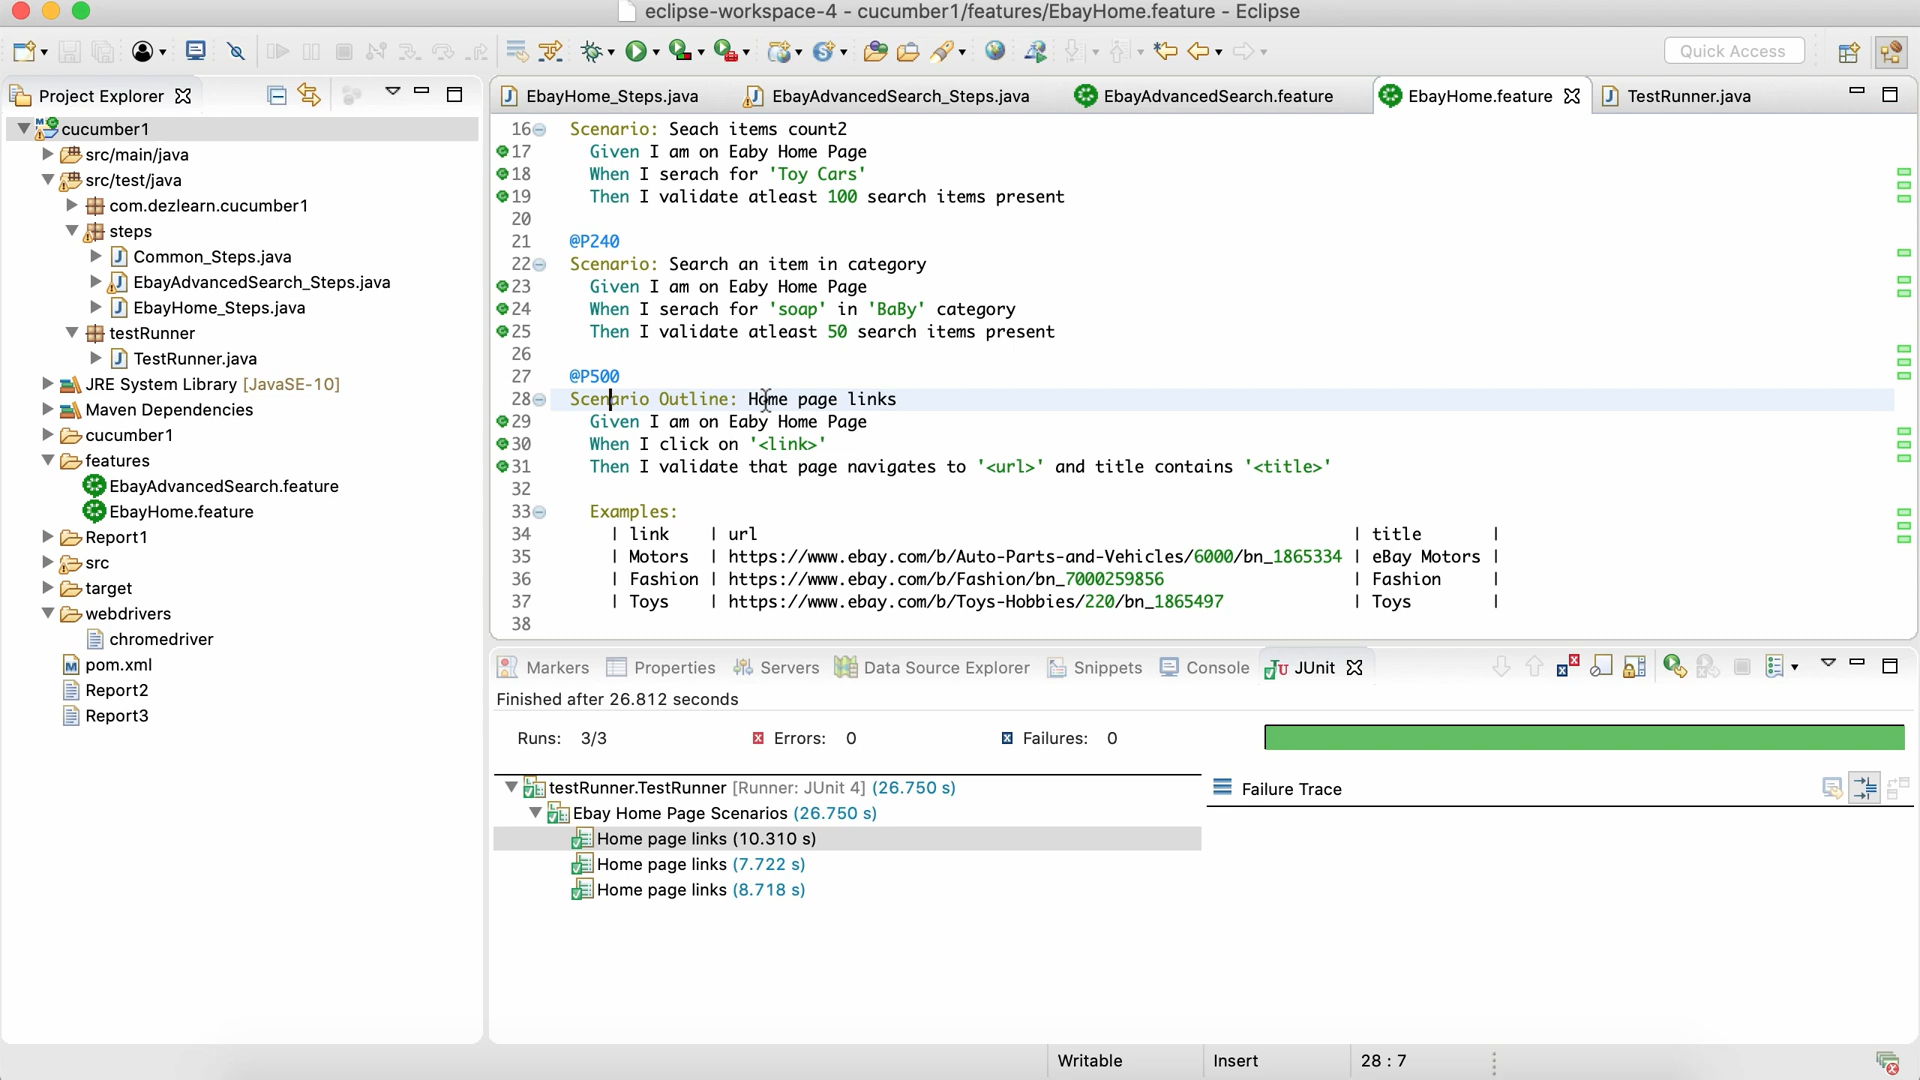 eclipse-workspace-4 - cucumber1/features/EbayHome.feature - Eclipse
Quick Access
Project Explorer
EbayHome_Steps.java
EbayAdvancedSearch_Steps.java
EbayAdvancedSearch.feature
EbayHome.feature
TestRunner.java
cucumber1
src/main/java
src/test/java
com.dezlearn.cucumber1
steps
Common_Steps.java
EbayAdvancedSearch_Steps.java
EbayHome_Steps.java
testRunner
TestRunner.java
JRE System Library [JavaSE-10]
Maven Dependencies
cucumber1
features
EbayAdvancedSearch.feature
EbayHome.feature
Report1
src
target
webdrivers
chromedriver
pom.xml
Report2
Report3
16 Scenario: Seach items count2
17 Given I am on Eaby Home Page
18 When I serach for 'Toy Cars'
19 Then I validate atleast 100 search items present
20
21 @P240
22 Scenario: Search an item in category
23 Given I am on Eaby Home Page
24 When I serach for 'soap' in 'BaBy' category
25 Then I validate atleast 50 search items present
26
27 @P500
28 Scenario Outline: Home page links
29 Given I am on Eaby Home Page
30 When I click on '<link>'
31 Then I validate that page navigates to '<url>' and title contains '<title>'
32
33 Examples:
34 | link | url | title |
35 | Motors | https://www.ebay.com/b/Auto-Parts-and-Vehicles/6000/bn_1865334 | eBay Motors |
36 | Fashion | https://www.ebay.com/b/Fashion/bn_7000259856 | Fashion |
37 | Toys | https://www.ebay.com/b/Toys-Hobbies/220/bn_1865497 | Toys |
38
Markers Properties Servers Data Source Explorer Snippets Console JUnit
Finished after 26.812 seconds
Runs: 3/3 Errors: 0 Failures: 0
testRunner.TestRunner [Runner: JUnit 4] (26.750 s)
Ebay Home Page Scenarios (26.750 s)
Home page links (10.310 s)
Home page links (7.722 s)
Home page links (8.718 s)
Failure Trace
Writable Insert 28 : 7